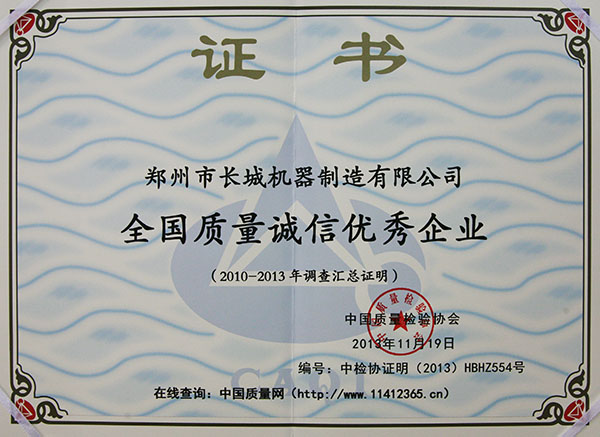 证书
郑州市长城机器制造有限公司
全国质量诚信优秀企业
（2010-2013年调查汇总证明）
中国质量检验协会
2013年11月19日
编号：中检协证明（2013）HBHZ554号
CAQI
在线查询：中国质量网（http://www.11412365.cn）